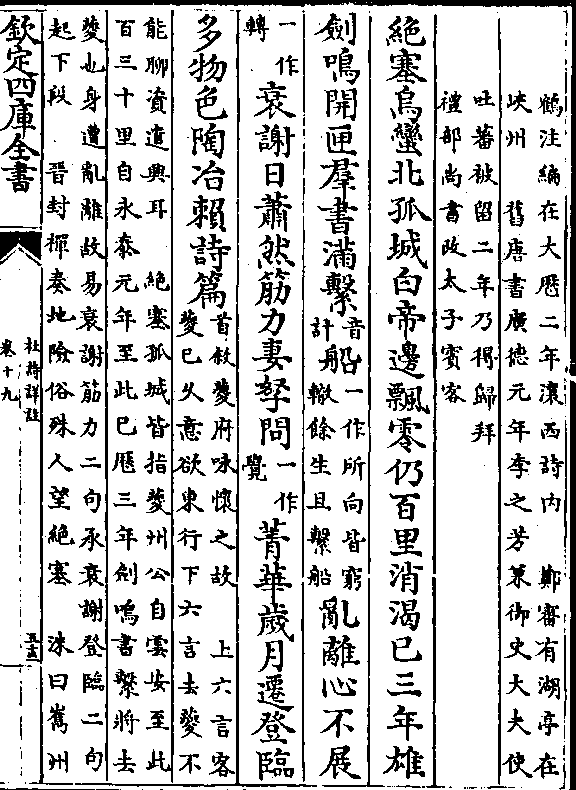 鶴注編在大厯二年瀼西詩内　鄭審有湖亭在
峽州　舊唐書廣德元年李之芳兼御史大夫使
吐蕃被留二年乃得歸拜
禮部尚書改太子賓客
絶塞烏蠻北孤城白帝邊飄零仍百里消渴已三年雄
劍鳴開匣羣書滿繫音計船一作所向皆窮轍餘生且繫船亂離心不展
一作轉衰謝日蕭然筋力妻孥問一作覺菁華歲月遷登臨
多物色陶冶賴詩篇首敘夔府咏懷之故　上六言客夔已久意欲東行下六言去夔不
能聊資遣興耳　絶塞孤城皆指夔州公自雲安至此
百三十里自永泰元年至此已厯三年劍鳴書繫將去
夔也身遭亂離故易衰謝筋力二句承衰謝登臨二句
起下段　晉封禪奏地險俗殊人望絶塞　洙曰巂州
欽定四庫全書
杜詩詳註
卷十九
五十三